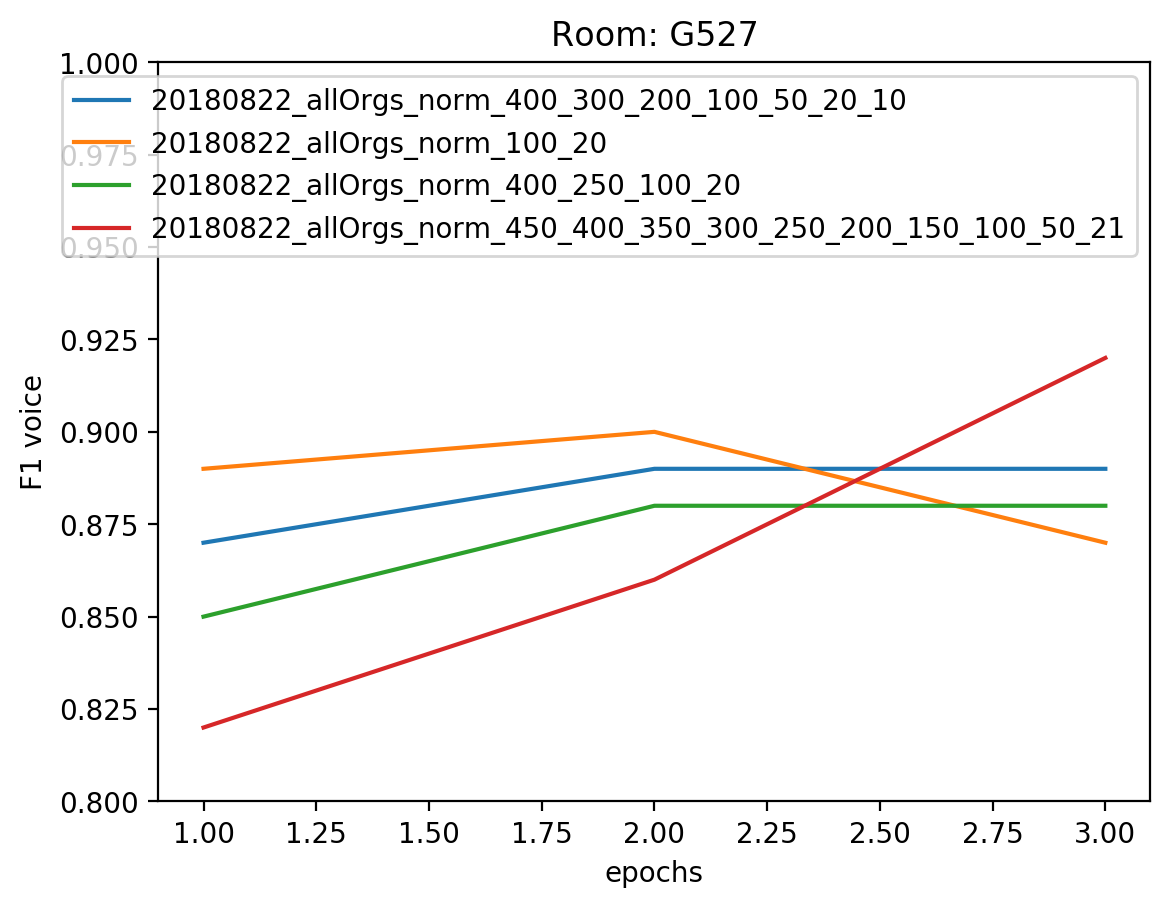 Room: G527
1.000
0.975
0.950
0.925
0.900
0.875
0.850
0.825
0.800
F1 voice
20180822_allOrgs_norm_400_300_200_100_50_20_10
20180822_allOrgs_norm_100_20
20180822_allOrgs_norm_400_250_100_20
20180822_allOrgs_norm_450_400_350_300_250_200_150_100_50_21
1.00 1.25 1.50 1.75 2.00 2.25 2.50 2.75 3.00
epochs